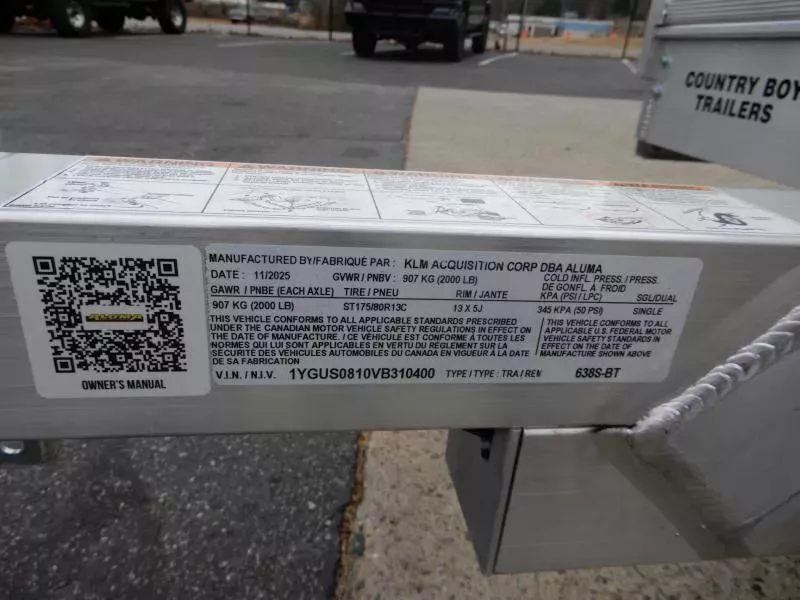 COUNTRY BOY
TRAILERS
WARNING WARNING
MANUFACTURED BY/FABRIQUÉ PAR : KLM ACQUISITION CORP DBA ALUMA
DATE : 11/2025 GVWR / PNBV : 907 KG (2000 LB)
COLD INFL. PRESS. / PRESS.
DE GONFL. À FROID
GAWR / PNBE (EACH AXLE) TIRE / PNEU RIM / JANTE KPA (PSI / LPC) SGL/DUAL
907 KG (2000 LB) ST17580R13C 13 X 5J 345 KPA (50 PSI) SINGLE
THIS VEHICLE CONFORMS TO ALL APPLICABLE STANDARDS PRESCRIBED
UNDER THE CANADIAN MOTOR VEHICLE SAFETY REGULATIONS IN EFFECT ON
THE DATE OF MANUFACTURE. / CE VÉHICULE EST CONFORME À TOUTES LES
NORMES QUI LUI SONT APPLICABLES EN VERTU DU RÈGLEMENT SUR LA
SÉCURITÉ DES VÉHICULES AUTOMOBILES DU CANADA EN VIGUEUR À LA DATE
DE SA FABRICATION
THIS VEHICLE CONFORMS TO ALL
APPLICABLE U.S. FEDERAL MOTOR
VEHICLE SAFETY STANDARDS IN
EFFECT ON THE DATE OF
MANUFACTURE SHOWN ABOVE
V.I.N. / N.I.V. 1YGUS0810VB310400 TYPE / TYPE : TRA / REM 638S-BT
ALUMA
OWNER'S MANUAL